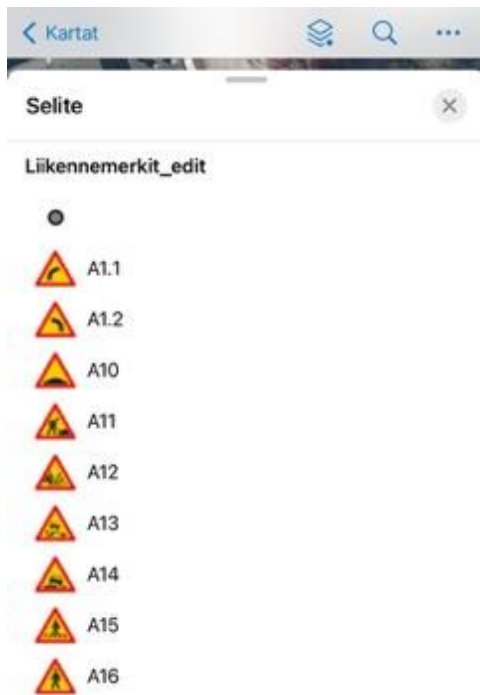 Kartat
Selite
Liikennemerkit_edit
A1.1
A1.2
A10
A11
A12
A13
A14
A15
A16